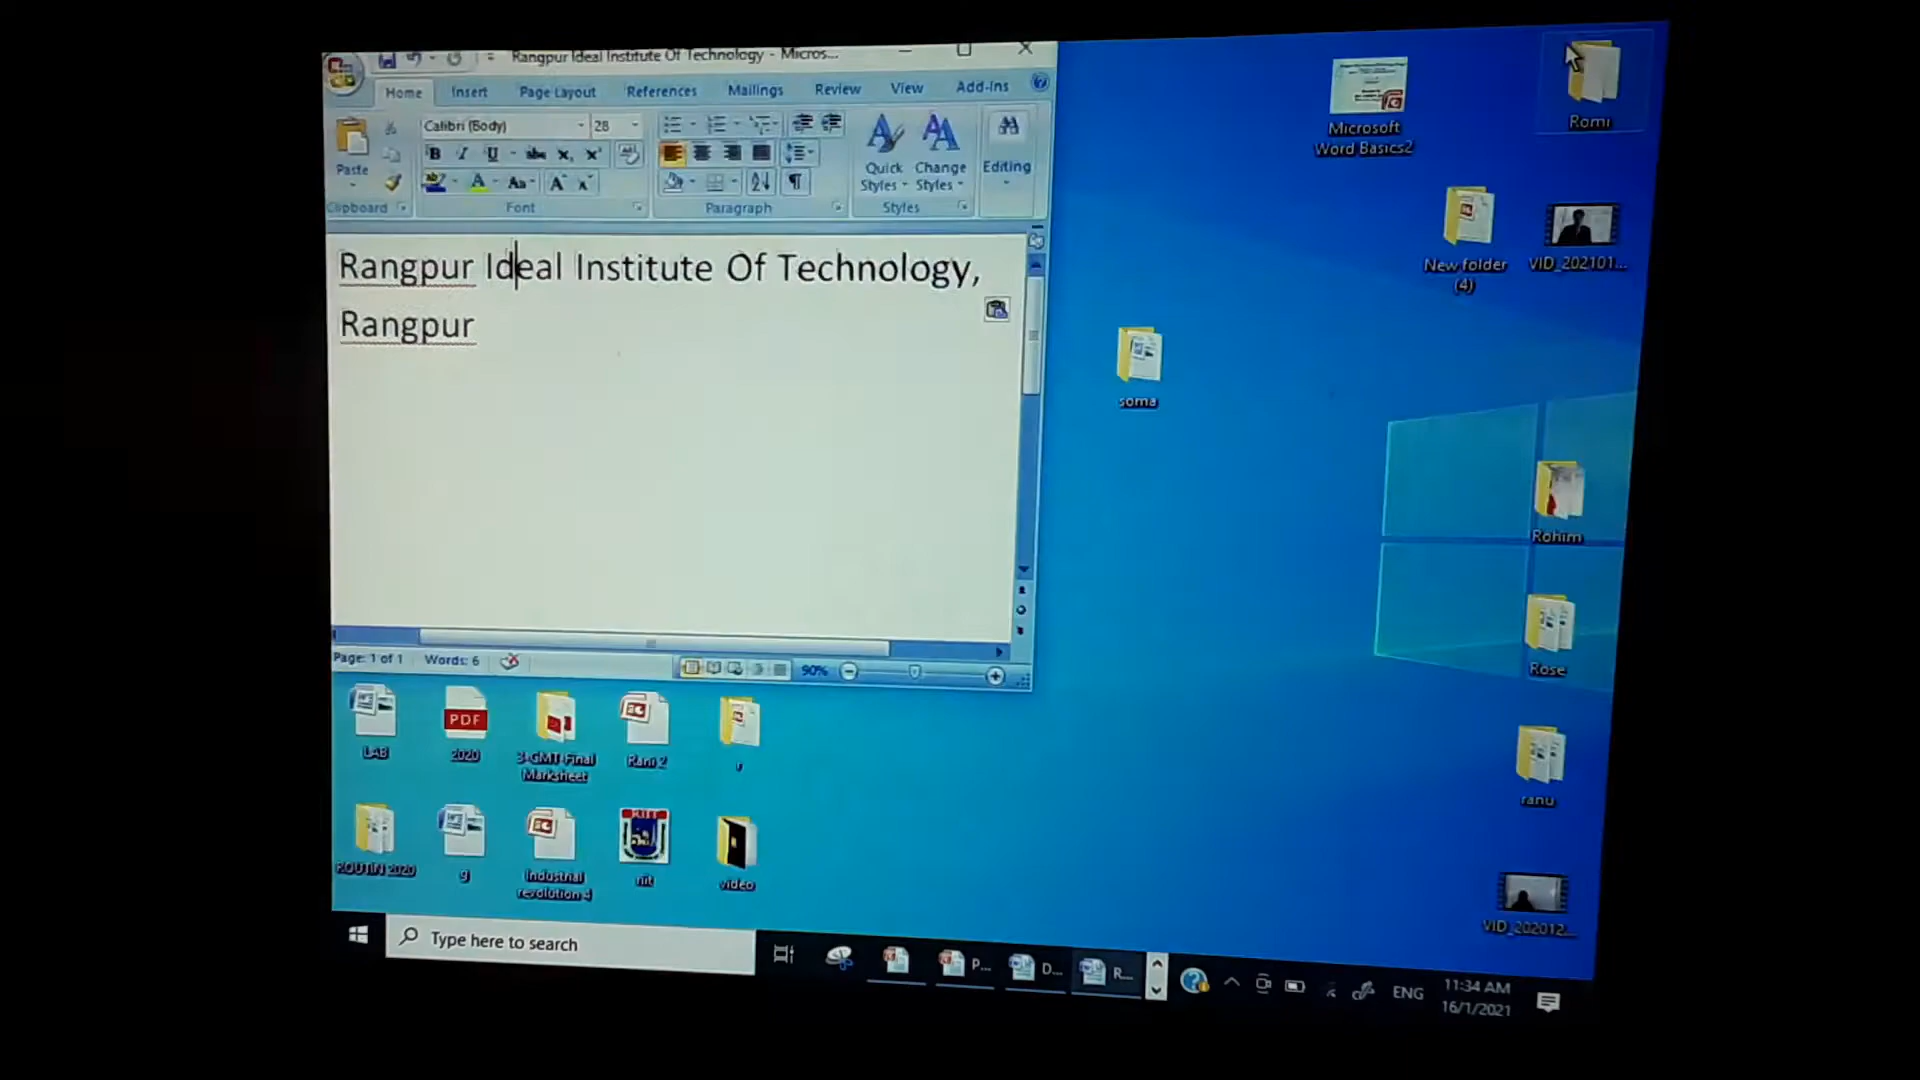 Rangpur Ideal Institute Of Technology - Micros...
Home Insert Page Layout References Mailings Review View Add-Ins
Calibri (Body) 28
Paste
Quick Styles
Change Styles
Editing
Clipboard Font Paragraph Styles
Rangpur Ideal Institute Of Technology,
Rangpur
Page: 1 of 1 Words: 6 90%
Microsoft
Word Basics2
Romi
New folder
(4)
VID_202101...
soma
Rohim
Rose
ranu
VID_202012...
LAB
PDF
2020
3-GMT-Final
Marksheet
Rani 2
r
ROUTIN 2020
g
Industrial
revolution 4
video
Type here to search
P...
D...
R...
ENG
11:34 AM
16/1/2021